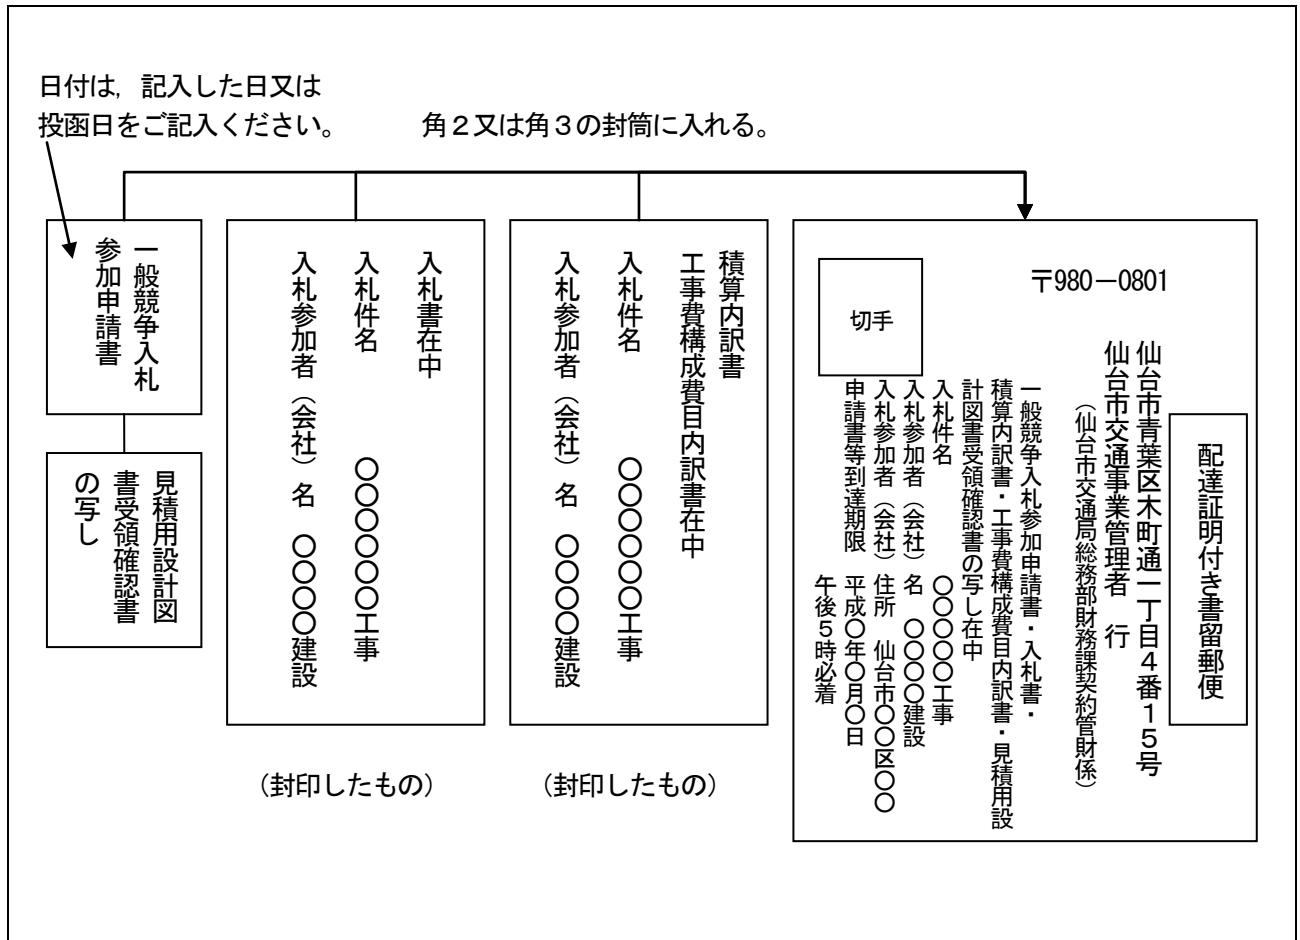 日付は，記入した日又は
投函日をご記入ください。
角２又は角３の封筒に入れる。
一般競争入札
参加申請書
見積用設計図
書受領確認書
の写し
入札書在中
入札件名　〇〇〇〇〇〇工事
入札参加者（会社）名　〇〇〇〇建設
（封印したもの）
積算内訳書
工事費構成費目内訳書在中
入札件名　〇〇〇〇〇〇工事
入札参加者（会社）名　〇〇〇〇建設
（封印したもの）
配達証明付き書留郵便
〒980－0801
仙台市青葉区木町通一丁目４番１５号
仙台市交通事業管理者　行
（仙台市交通局総務部財務課契約管財係）
切手
一般競争入札参加申請書・入札書・
積算内訳書・工事費構成費目内訳書・見積用設
計図書受領確認書の写し在中
入札件名　〇〇〇〇〇工事
入札参加者（会社）名　〇〇〇〇建設
入札参加者（会社）住所　仙台市〇〇区〇〇
申請書等到達期限　平成〇年〇月〇日
午後５時必着